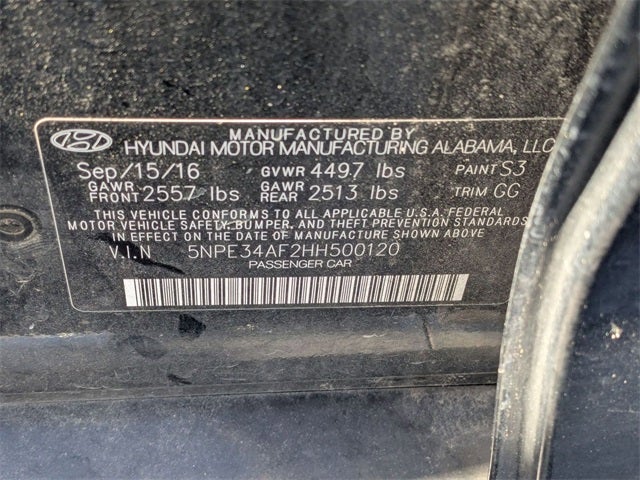 MANUFACTURED BY
HYUNDAI MOTOR MANUFACTURING ALABAMA, LLC
Sep/15/16 GVWR 4497 lbs PAINT S3
GAWR FRONT 2557 lbs GAWR REAR 2513 lbs TRIM GG
THIS VEHICLE CONFORMS TO ALL APPLICABLE U.S.A. FEDERAL
MOTOR VEHICLE SAFETY, BUMPER, AND THEFT PREVENTION STANDARDS
IN EFFECT ON THE DATE OF MANUFACTURE SHOWN ABOVE
V.I.N 5NPE34AF2HH500120
PASSENGER CAR